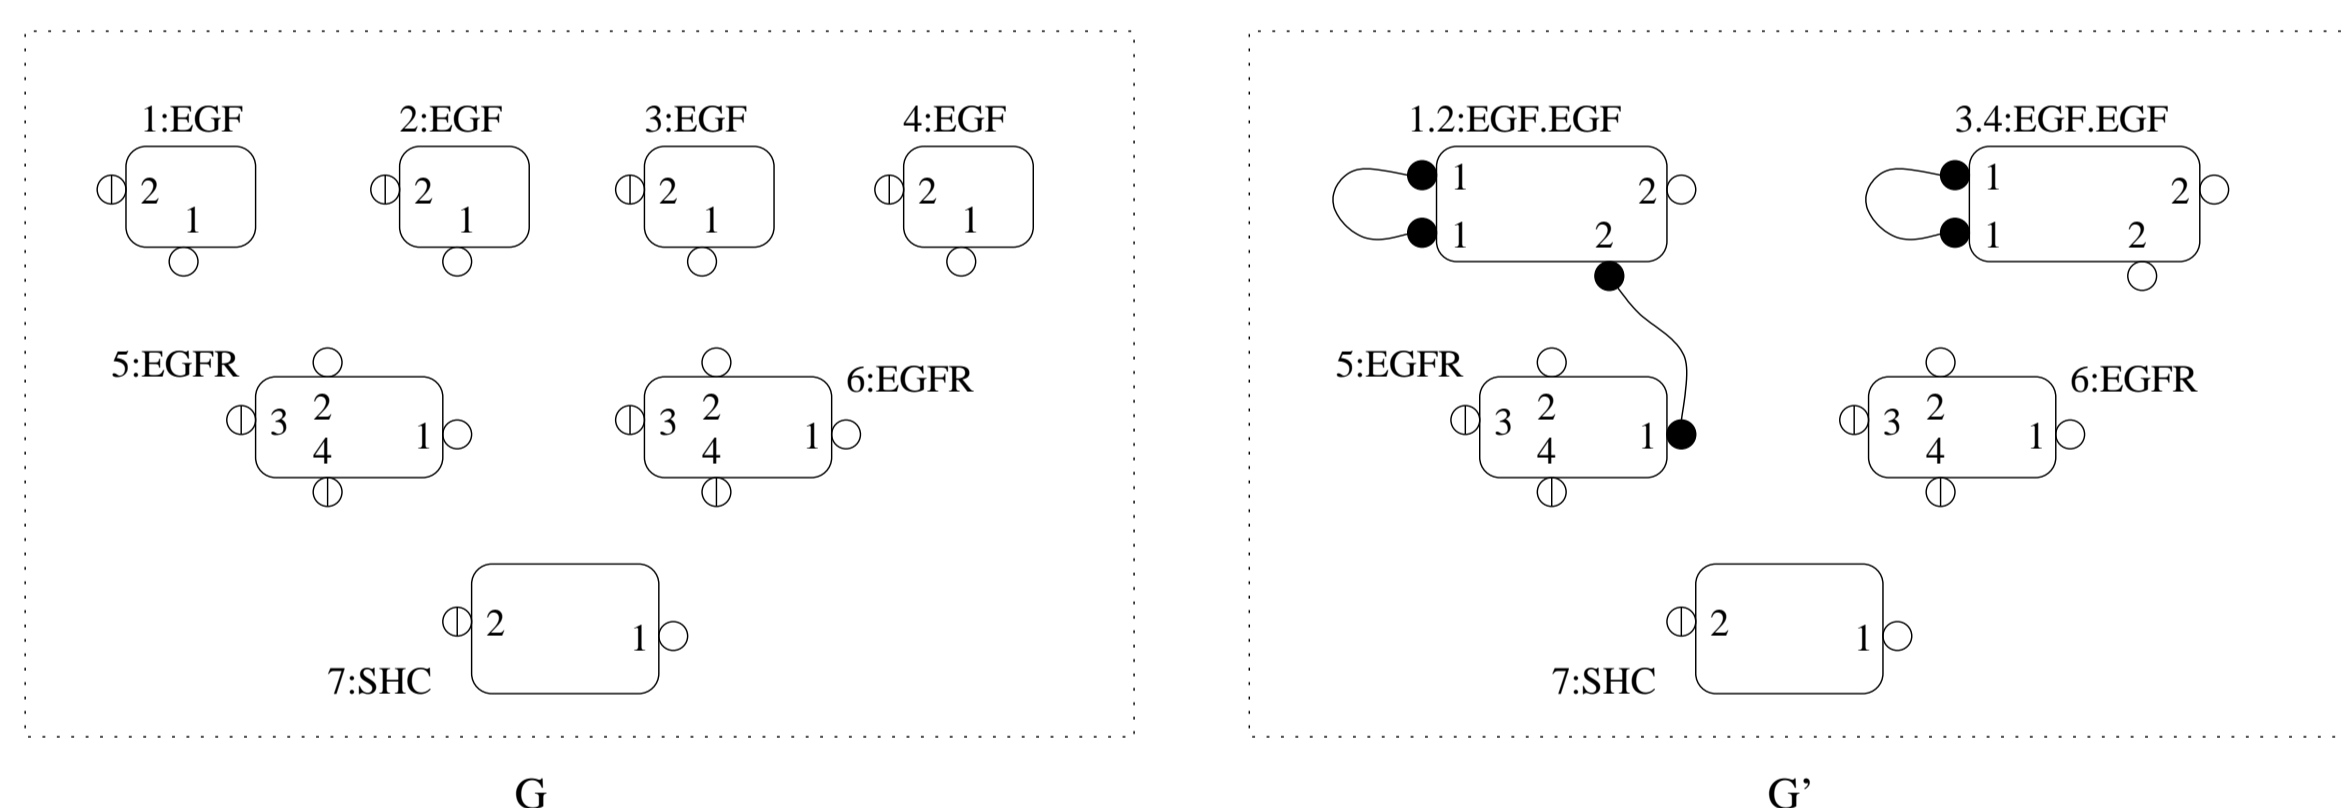 1:EGF 2:EGF 3:EGF 4:EGF
2 2 2 2
1 1 1 1
5:EGFR 6:EGFR
3 2 4 1 3 2 4 1
2 1
7:SHC
G
1.2:EGF.EGF 3.4:EGF.EGF
1 2 1 2
1 2 1 2
5:EGFR 6:EGFR
3 2 4 1 3 2 4 1
2 1
7:SHC
G’